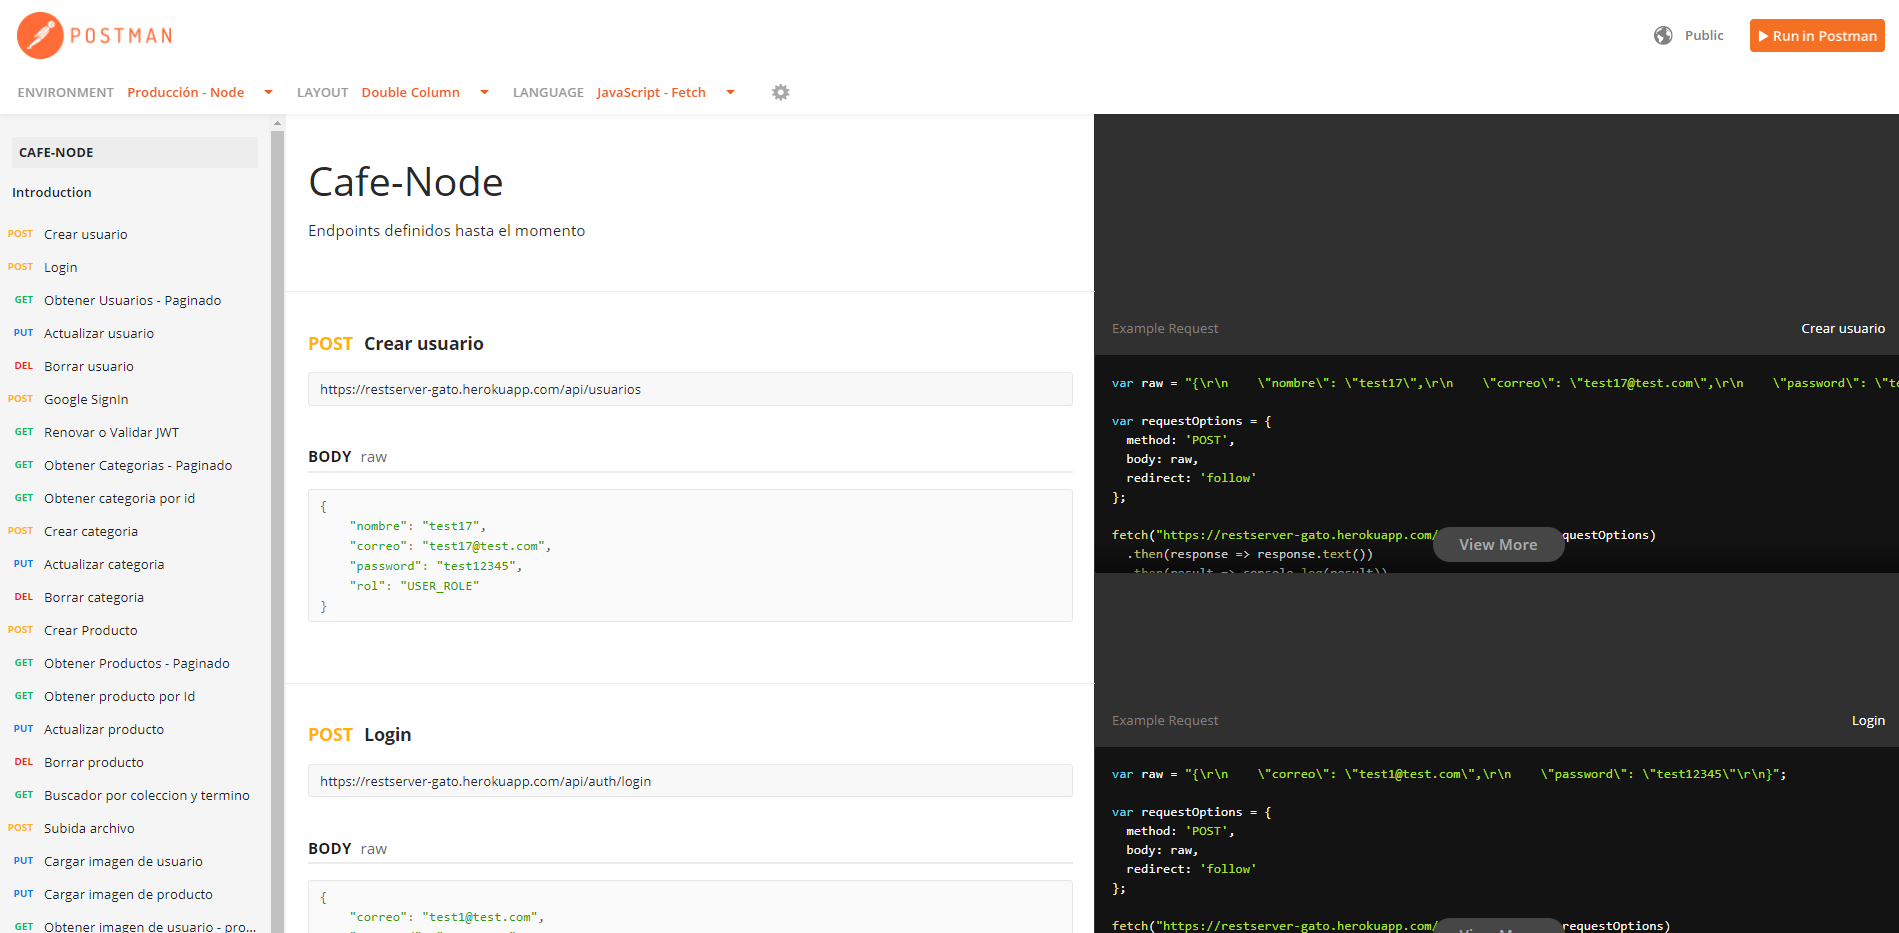 POSTMAN
Public
Run in Postman
ENVIRONMENT Producción - Node LAYOUT Double Column LANGUAGE JavaScript - Fetch
CAFE-NODE
Introduction
POST Crear usuario
POST Login
GET Obtener Usuarios - Paginado
PUT Actualizar usuario
DEL Borrar usuario
POST Google SignIn
GET Renovar o Validar JWT
GET Obtener Categorias - Paginado
GET Obtener categoria por id
POST Crear categoria
PUT Actualizar categoria
DEL Borrar categoria
POST Crear Producto
GET Obtener Productos - Paginado
GET Obtener producto por Id
PUT Actualizar producto
DEL Borrar producto
GET Buscador por coleccion y termino
POST Subida archivo
PUT Cargar imagen de usuario
PUT Cargar imagen de producto
GET Obtener imagen de usuario - pro...
Cafe-Node
Endpoints definidos hasta el momento
POST Crear usuario
https://restserver-gato.herokuapp.com/api/usuarios
BODY raw
{
"nombre": "test17",
"correo": "test17@test.com",
"password": "test12345",
"rol": "USER_ROLE"
}
POST Login
https://restserver-gato.herokuapp.com/api/auth/login
BODY raw
{
"correo": "test1@test.com",
Example Request Crear usuario
var raw = "{\r\n    \"nombre\": \"test17\",\r\n    \"correo\": \"test17@test.com\",\r\n    \"password\": \"te
var requestOptions = {
method: 'POST',
body: raw,
redirect: 'follow'
};
fetch("https://restserver-gato.herokuapp.com/ questOptions)
.then(response => response.text())
.then(result => console.log(result))
View More
Example Request Login
var raw = "{\r\n    \"correo\": \"test1@test.com\",\r\n    \"password\": \"test12345\"\r\n}";
var requestOptions = {
method: 'POST',
body: raw,
redirect: 'follow'
};
fetch("https://restserver-gato.herokuapp.com/ requestOptions)
View More